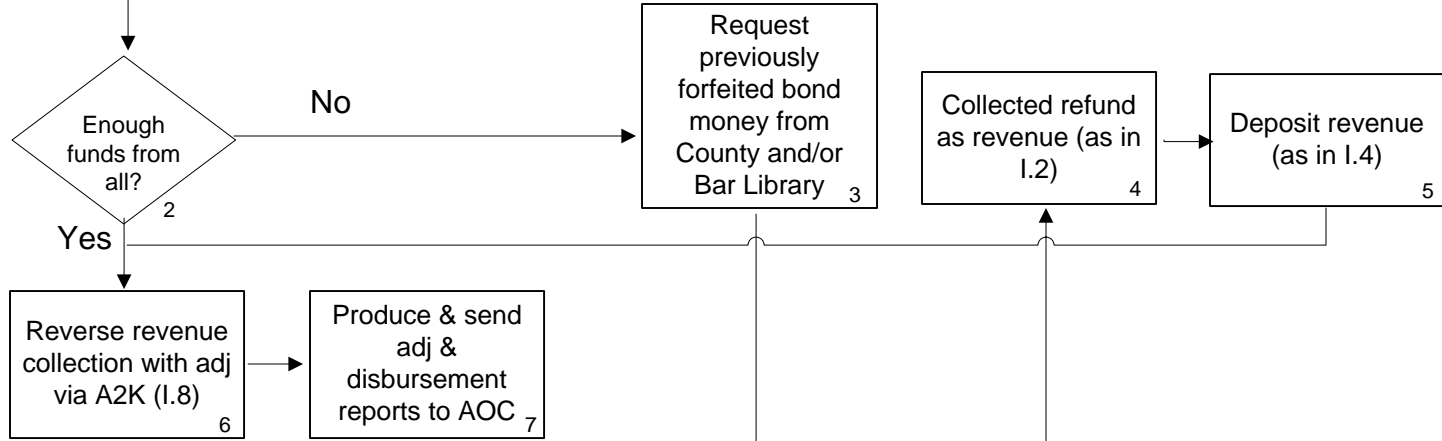 Enough
funds from
all?
2
No
Yes
Request
previously
forfeited bond
money from
County and/or
Bar Library
3
Collected refund
as revenue (as in
I.2)
4
Deposit revenue
(as in I.4)
5
Reverse revenue
collection with adj
via A2K (I.8)
6
Produce & send
adj &
disbursement
reports to AOC
7